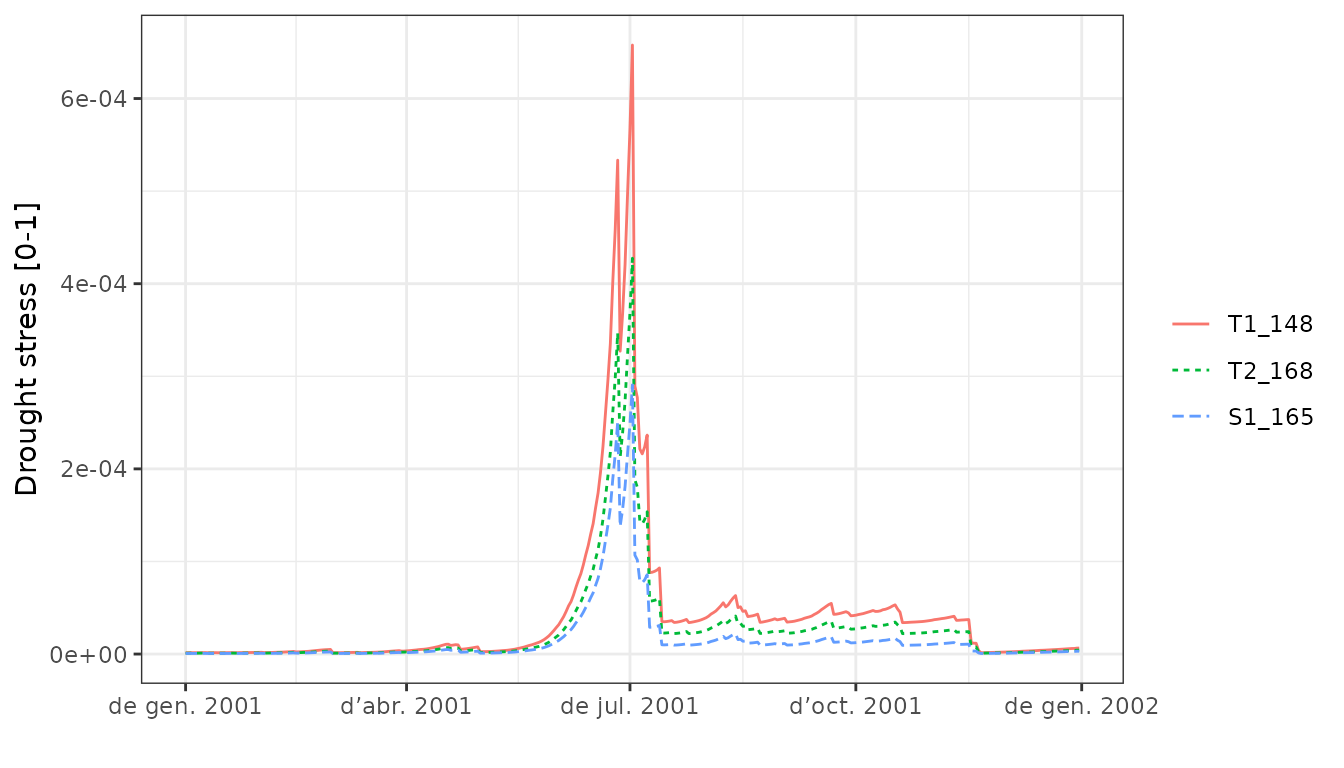 Drought stress [0-1]
6e-04
4e-04
2e-04
0e+00
de gen. 2001
d’abr. 2001
de jul. 2001
d’oct. 2001
de gen. 2002
T1_148
T2_168
S1_165